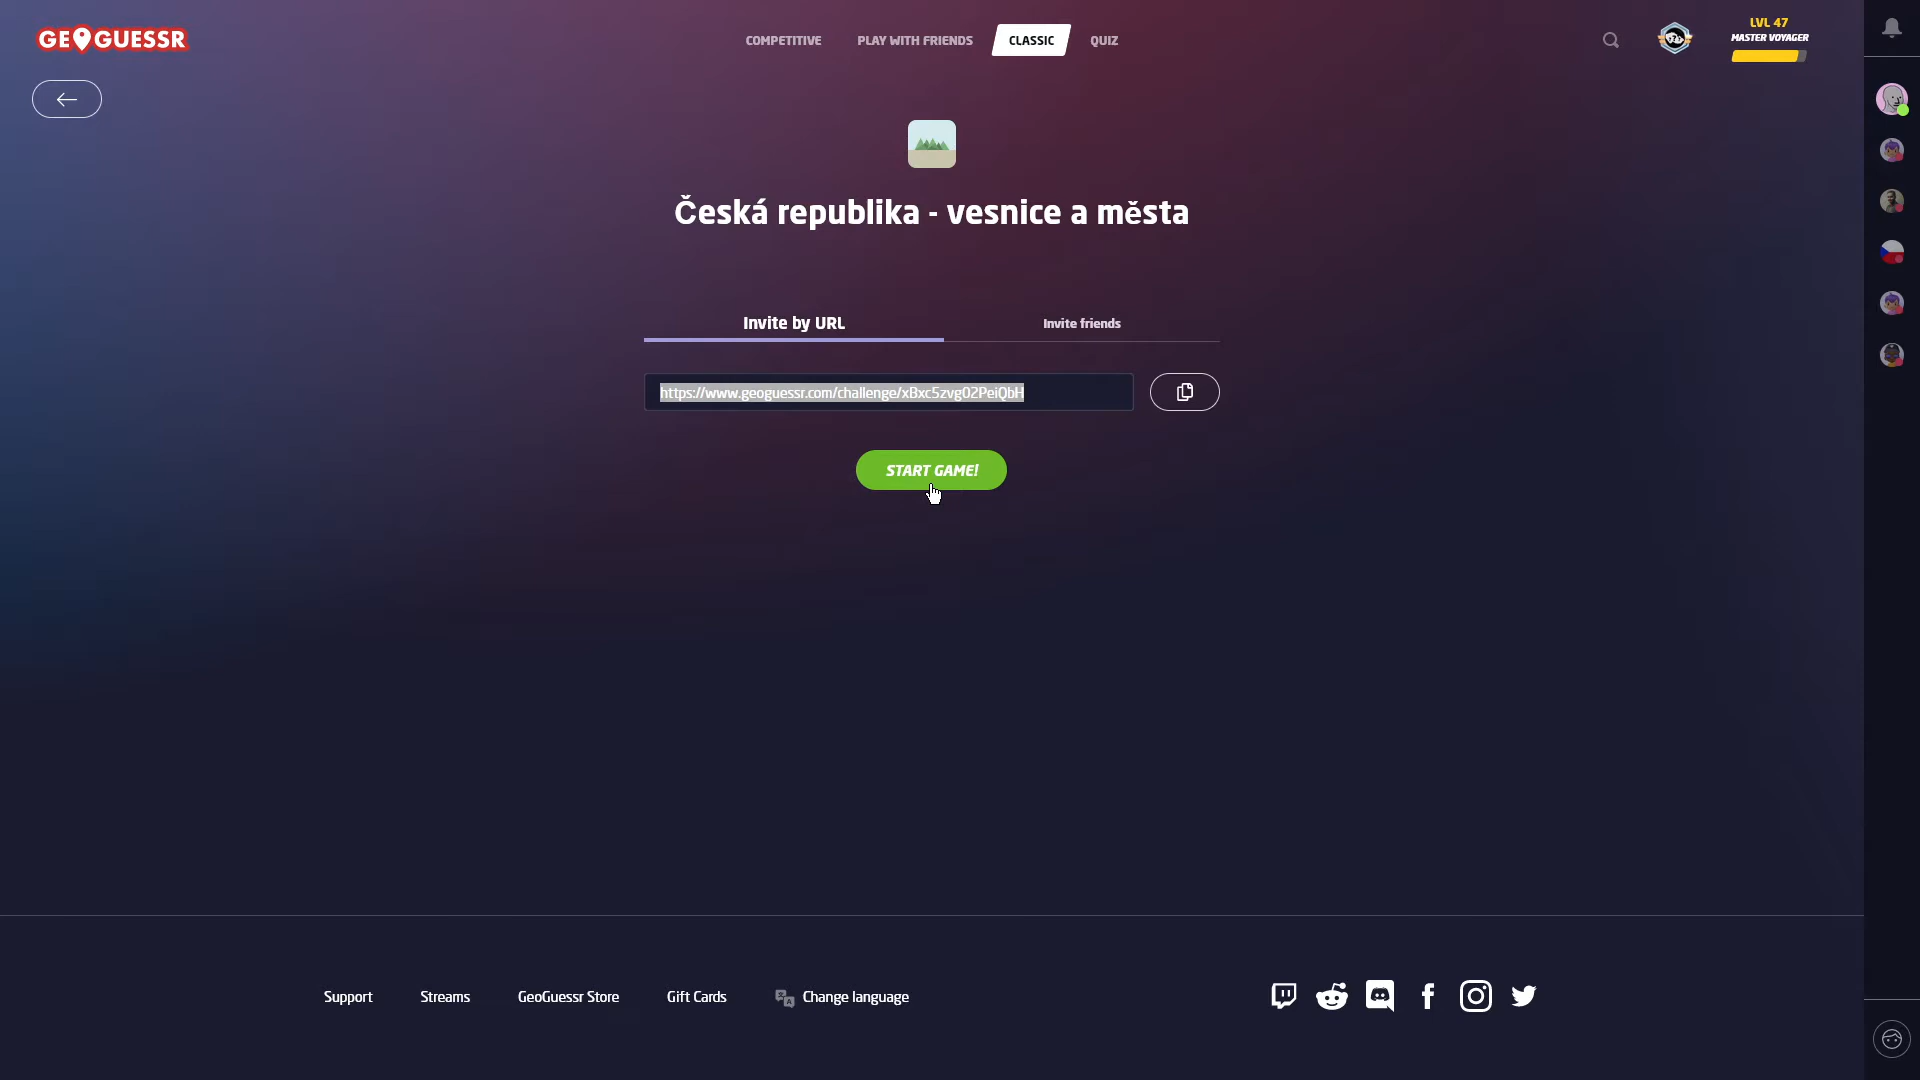 GEOGUESSR
COMPETITIVE
PLAY WITH FRIENDS
CLASSIC
QUIZ
LVL 47
MASTER VOYAGER
Česká republika - vesnice a města
Invite by URL
Invite friends
https://www.geoguessr.com/challenge/xBxc5zvg02PeiQbH
START GAME!
Support
Streams
GeoGuessr Store
Gift Cards
Change language